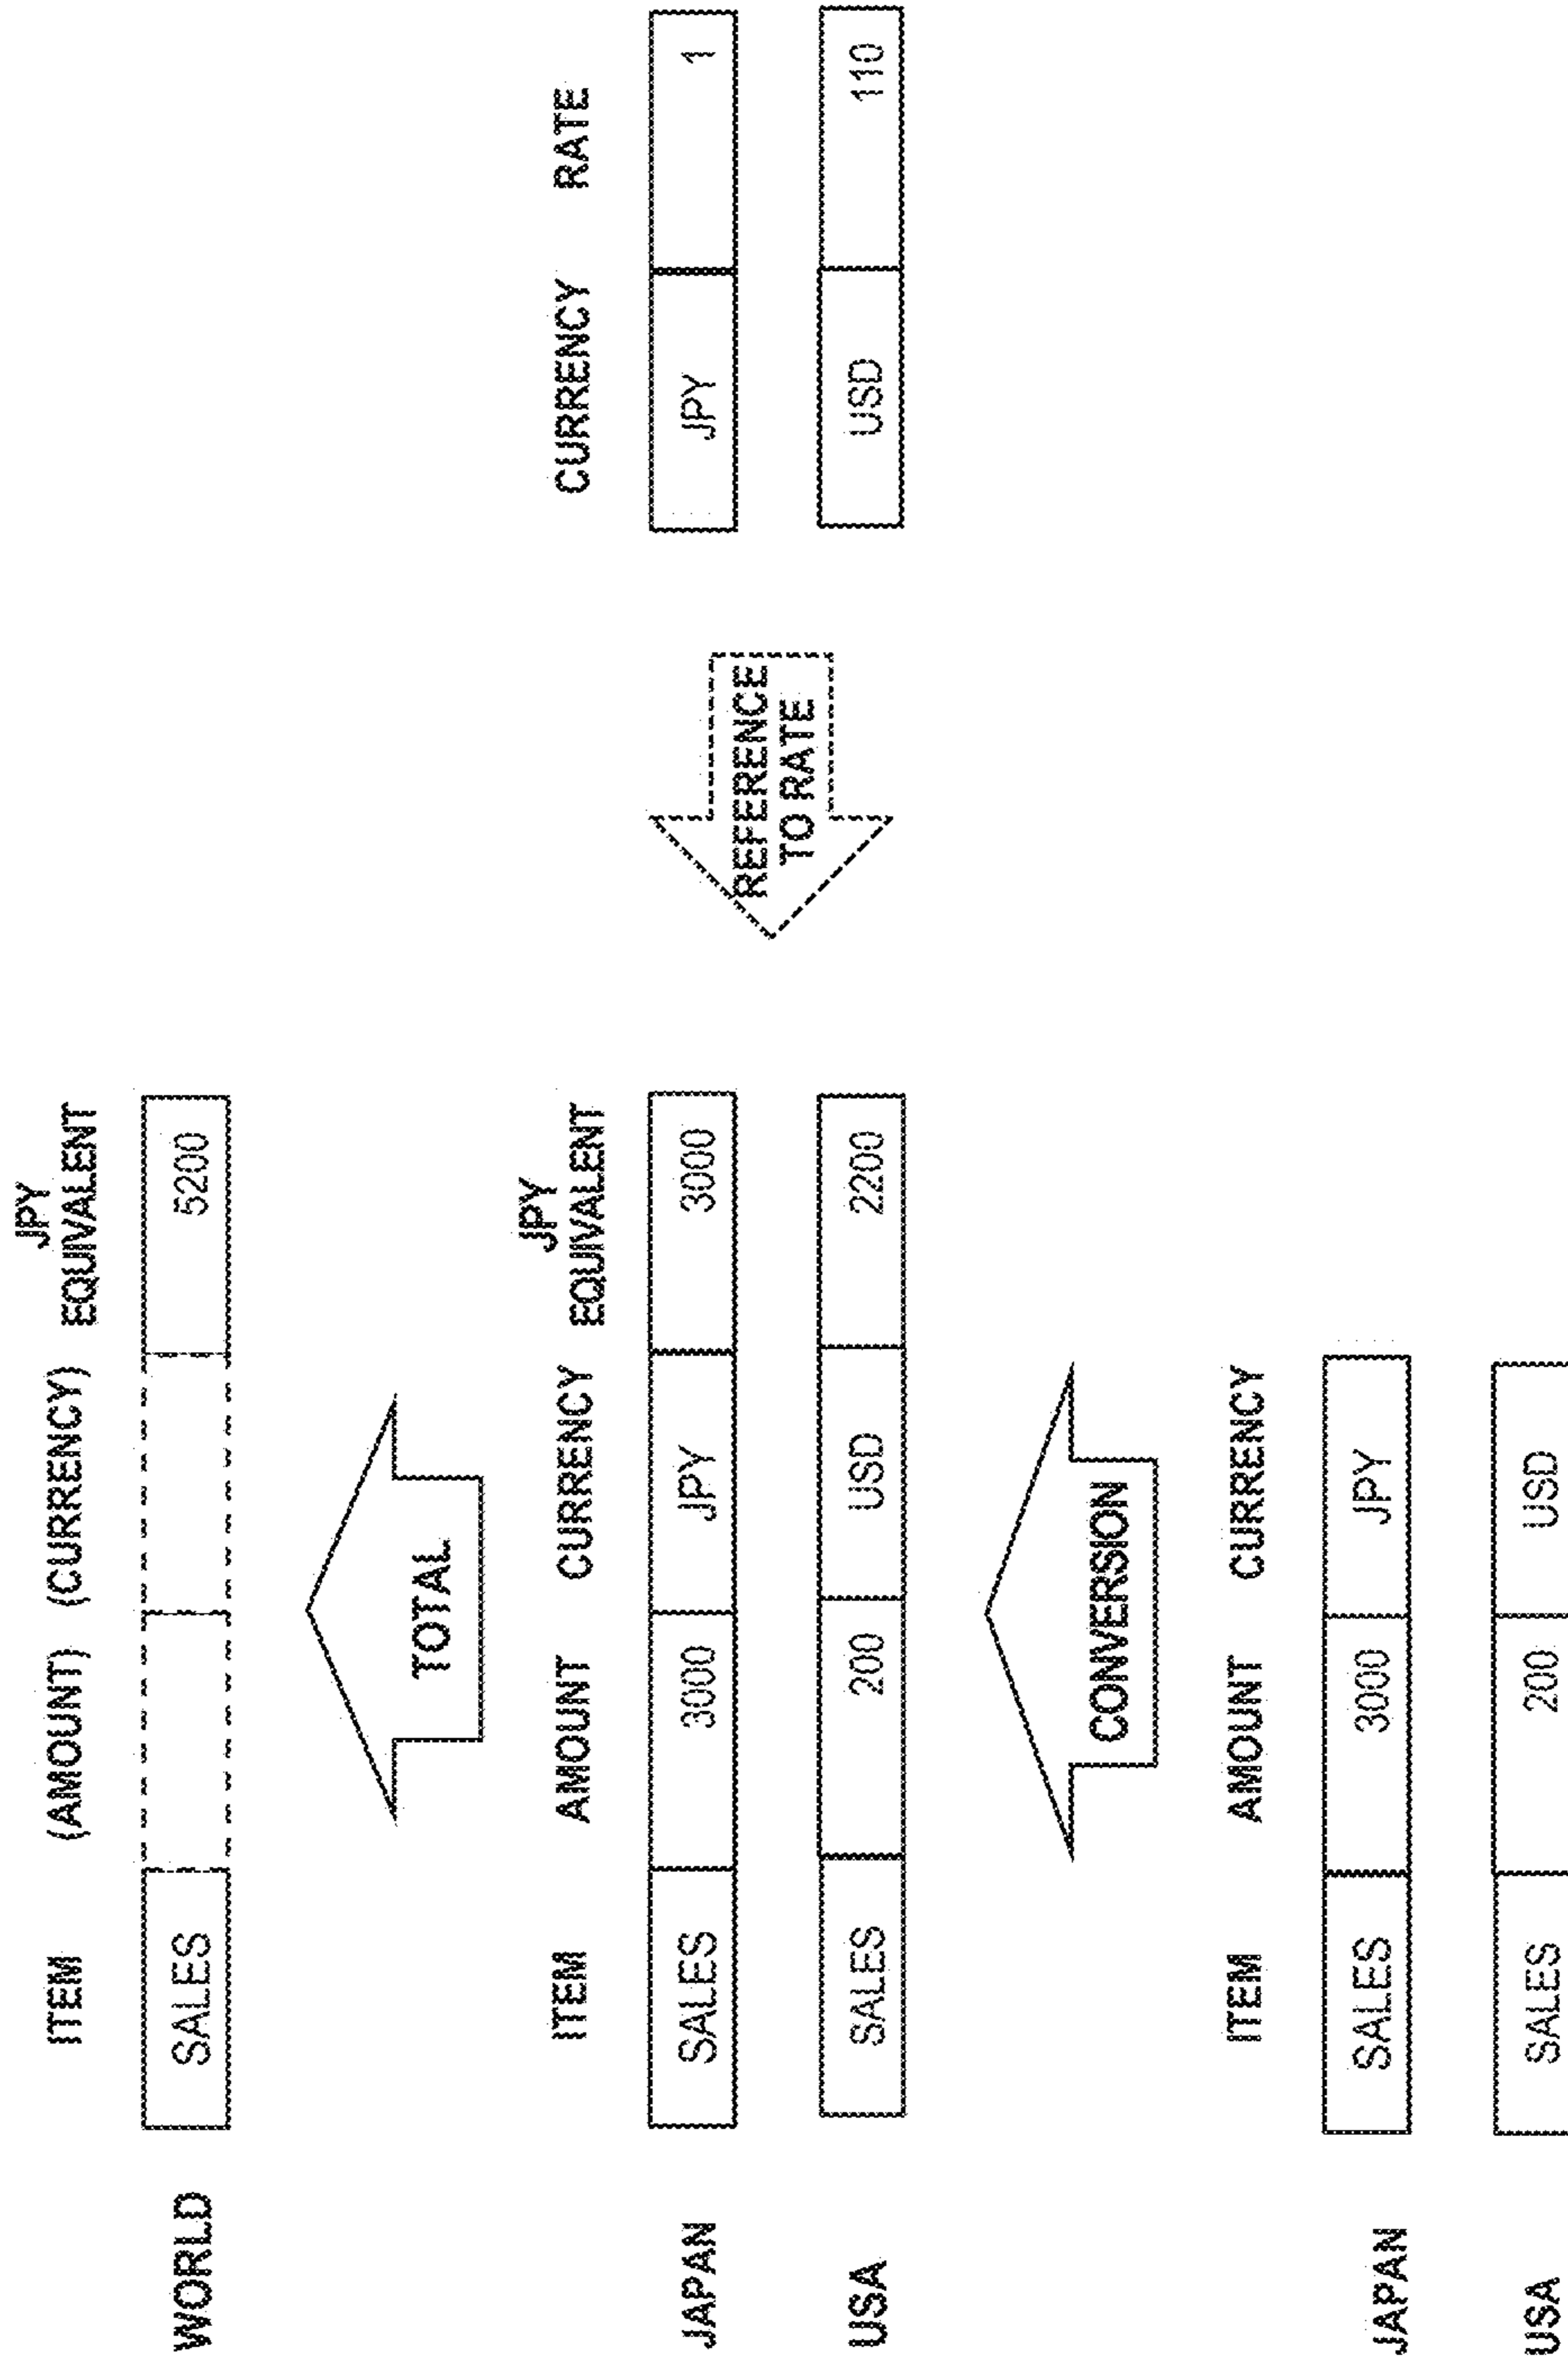 JPY
ITEM (AMOUNT) (CURRENCY) EQUIVALENT
WORLD SALES 5200
TOTAL
JPY
ITEM AMOUNT CURRENCY EQUIVALENT
JAPAN SALES 3000 JPY 3000
USA SALES 200 USD 2200
REFERENCE
TO RATE
CURRENCY RATE
JPY 1
USD 110
CONVERSION
ITEM AMOUNT CURRENCY
JAPAN SALES 3000 JPY
USA SALES 200 USD